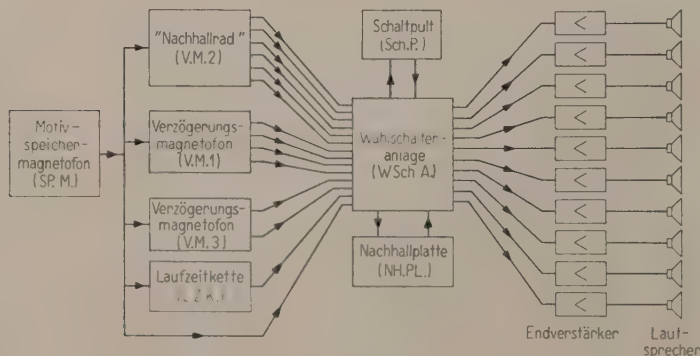 "Nachhallrad"
(V.M.2)
Schaltpult
(Sch.P.)
Motiv-
speicher-
magnetofon
(SP. M.)
Verzögerungs-
magnetofon
(V.M.1)
Wahlschalter-
anlage
(WSch A.)
Verzögerungs-
magnetofon
(V.M.3)
Nachhallplatte
(NH.PL.)
Laufzeitkette
<
<
<
<
<
<
<
<
<
<
Endverstärker
Laut-
sprecher